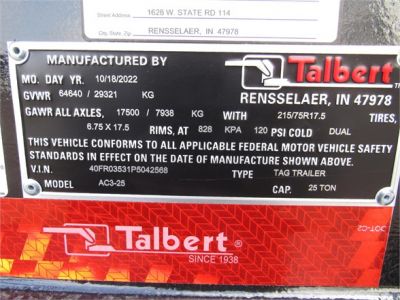 Street Address 1628 W. STATE RD 114
City, State Zip RENSSELAER, IN 47978
MANUFACTURED BY Talbert
MO. DAY YR. 10/18/2022 RENSSELAER, IN 47978
GVWR 64640 / 29321 KG
GAWR ALL AXLES, 17500 / 7938 KG WITH 215/75R17.5 TIRES,
6.75 X 17.5 RIMS, AT 828 KPA 120 PSI COLD DUAL
THIS VEHICLE CONFORMS TO ALL APPLICABLE FEDERAL MOTOR VEHICLE SAFETY
STANDARDS IN EFFECT ON THE DATE OF MANUFACTURE SHOWN ABOVE.
V.I.N. 40FR03531P5042568 TYPE TAG TRAILER
MODEL AC3-25 CAP. 25 TON
Talbert®
SINCE 1938
DOT-C2